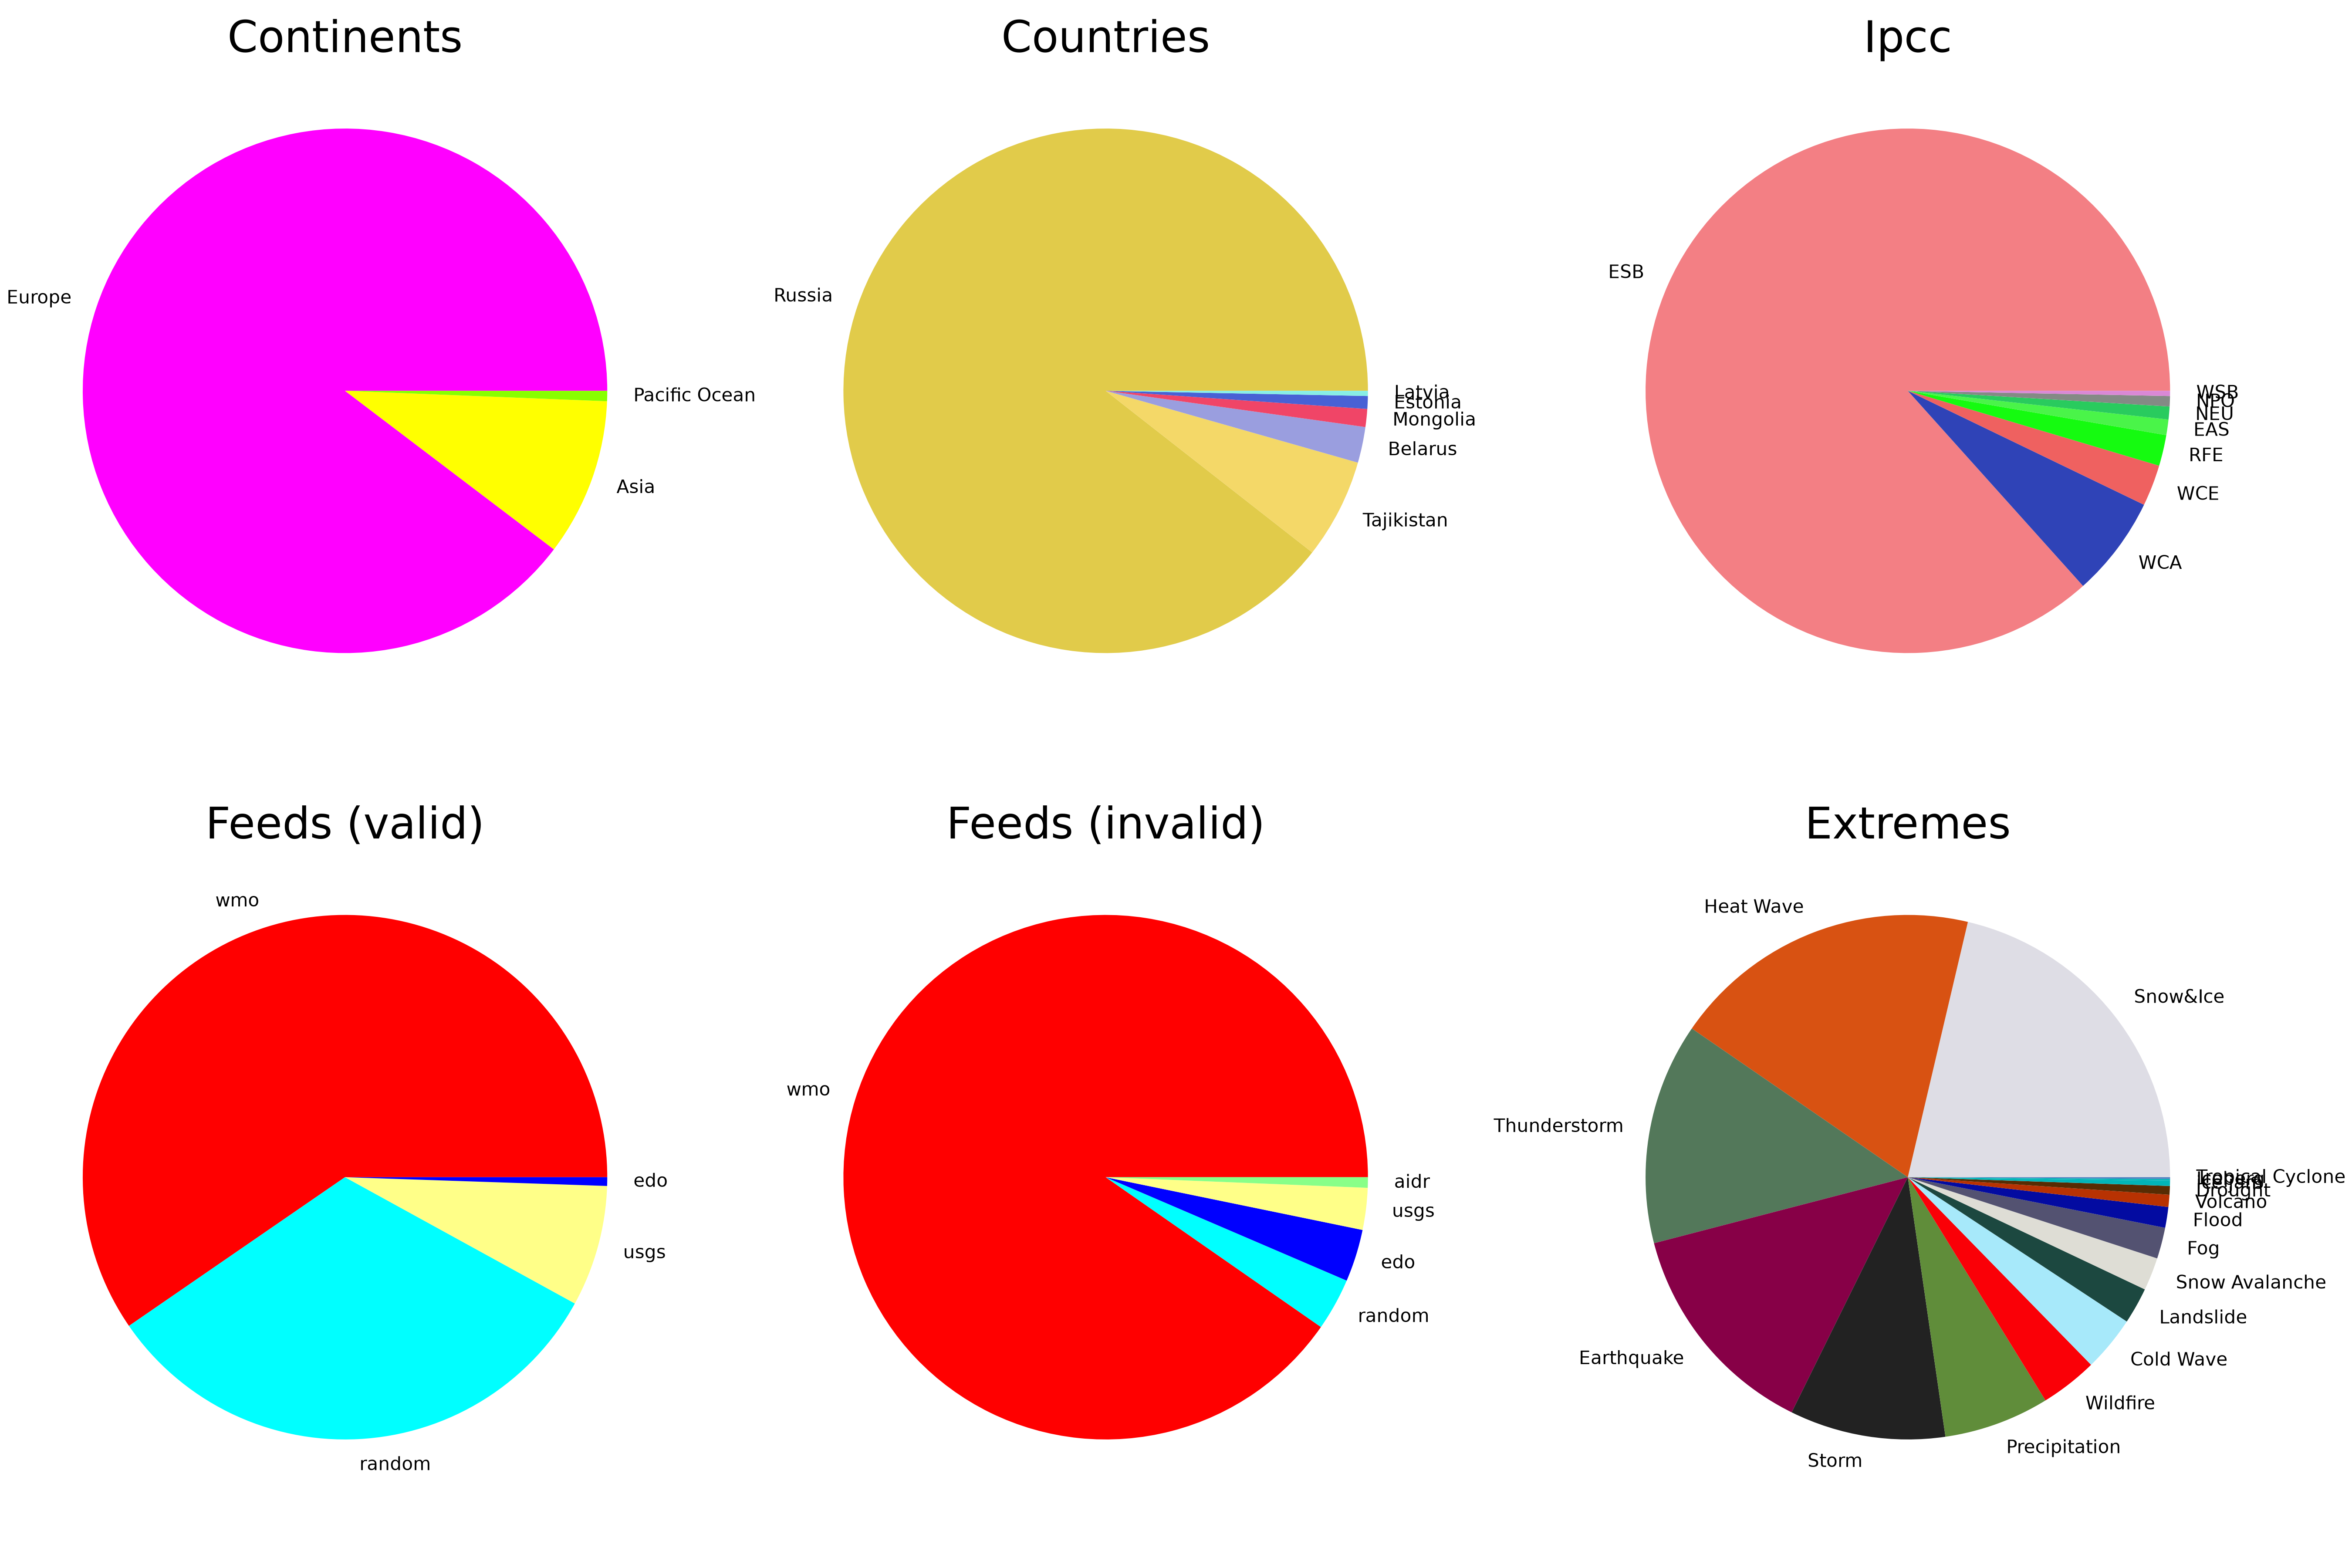 Continents
Countries
Ipcc
Europe
Pacific Ocean
Asia
Russia
Latvia
Estonia
Mongolia
Belarus
Tajikistan
ESB
WSB
NPO
NEU
EAS
RFE
WCE
WCA
Feeds (valid)
Feeds (invalid)
Extremes
wmo
edo
usgs
random
wmo
aidr
usgs
edo
random
Heat Wave
Snow&Ice
Thunderstorm
Tropical Cyclone
Drought
Volcano
Flood
Fog
Snow Avalanche
Landslide
Cold Wave
Wildfire
Precipitation
Storm
Earthquake